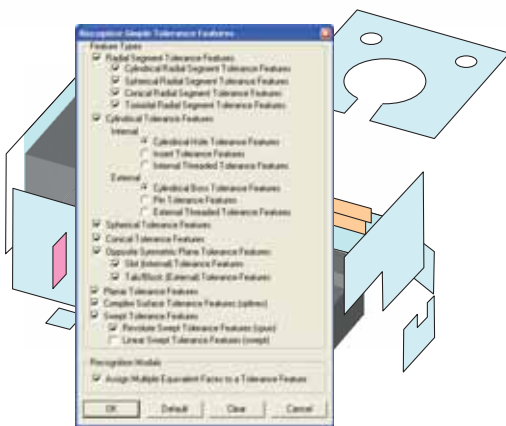 Recognize Simple Tolerance Features
Feature Types
Radial Segment Tolerance Features
Cylindrical Radial Segment Tolerance Features
Spherical Radial Segment Tolerance Features
Conical Radial Segment Tolerance Features
Toroidal Radial Segment Tolerance Features
Cylindrical Tolerance Features
Internal
Cylindrical Hole Tolerance Features
Insert Tolerance Features
Internal Threaded Tolerance Features
External
Cylindrical Boss Tolerance Features
Pin Tolerance Features
External Threaded Tolerance Features
Spherical Tolerance Features
Conical Tolerance Features
Opposite Symmetric Plane Tolerance Features
Slot (Internal) Tolerance Features
Tab/Block (External) Tolerance Features
Planar Tolerance Features
Complex Surface Tolerance Features (splines)
Swept Tolerance Features
Revolute Swept Tolerance Features (spun)
Linear Swept Tolerance Features (swept)
Recognition Modals
Assign Multiple Equivalent Faces to a Tolerance Feature
OK Default Clear Cancel